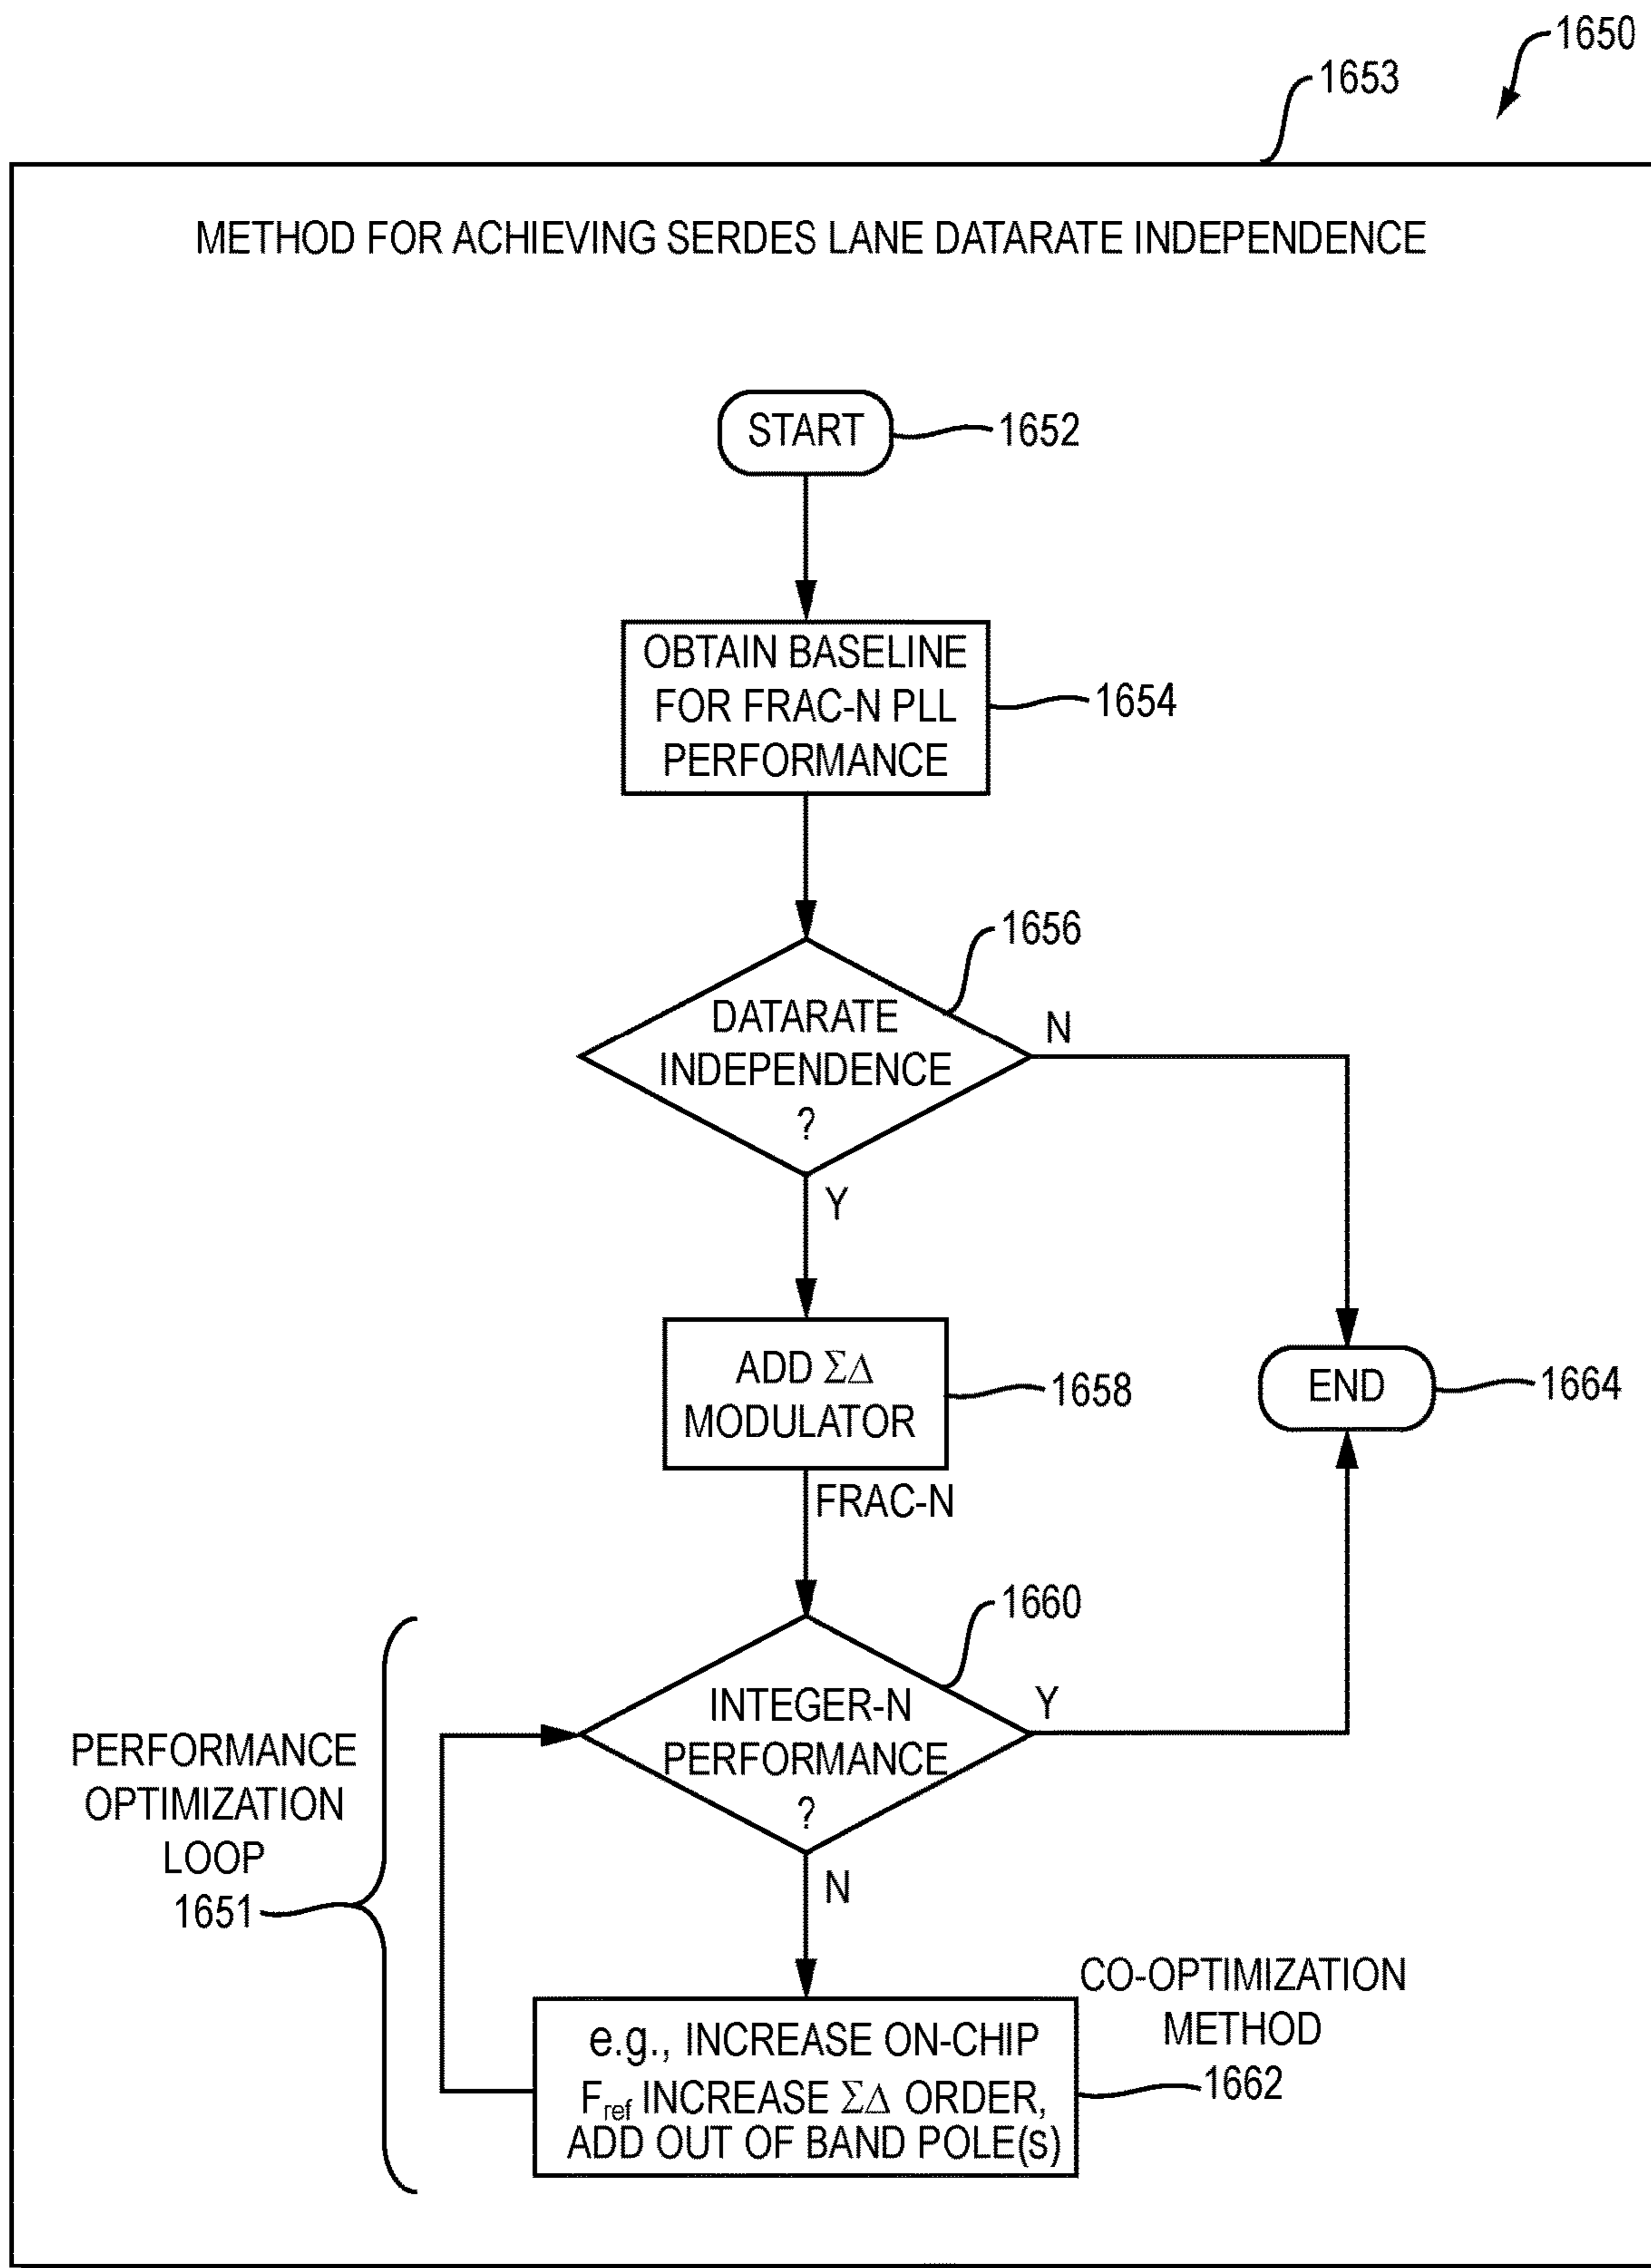 1650
1653
METHOD FOR ACHIEVING SERDES LANE DATARATE INDEPENDENCE
START
1652
OBTAIN BASELINE
FOR FRAC-N PLL
PERFORMANCE
1654
1656
DATARATE
INDEPENDENCE
?
N
Y
ADD ΣΔ
MODULATOR
1658
END
1664
FRAC-N
1660
INTEGER-N
PERFORMANCE
?
Y
N
PERFORMANCE
OPTIMIZATION
LOOP
1651
CO-OPTIMIZATION
METHOD
1662
e.g., INCREASE ON-CHIP
Fref INCREASE ΣΔ ORDER,
ADD OUT OF BAND POLE(s)